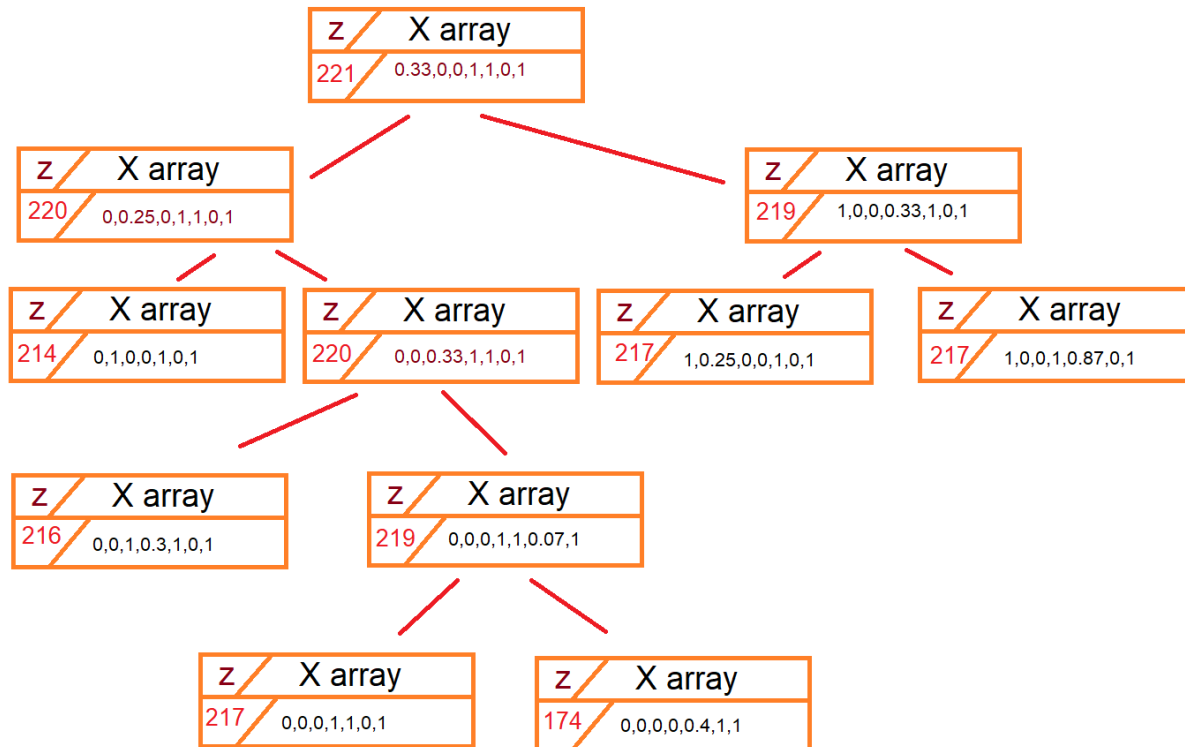 z X array
221 0.33,0,0,1,1,0,1
z X array
220 0,0.25,0,1,1,0,1
z X array
219 1,0,0,0.33,1,0,1
z X array
214 0,1,0,0,1,0,1
z X array
220 0,0,0.33,1,1,0,1
z X array
217 1,0.25,0,0,1,0,1
z X array
217 1,0,0,1,0.87,0,1
z X array
216 0,0,1,0.3,1,0,1
z X array
219 0,0,0,1,1,0.07,1
z X array
217 0,0,0,1,1,0,1
z X array
174 0,0,0,0,0.4,1,1